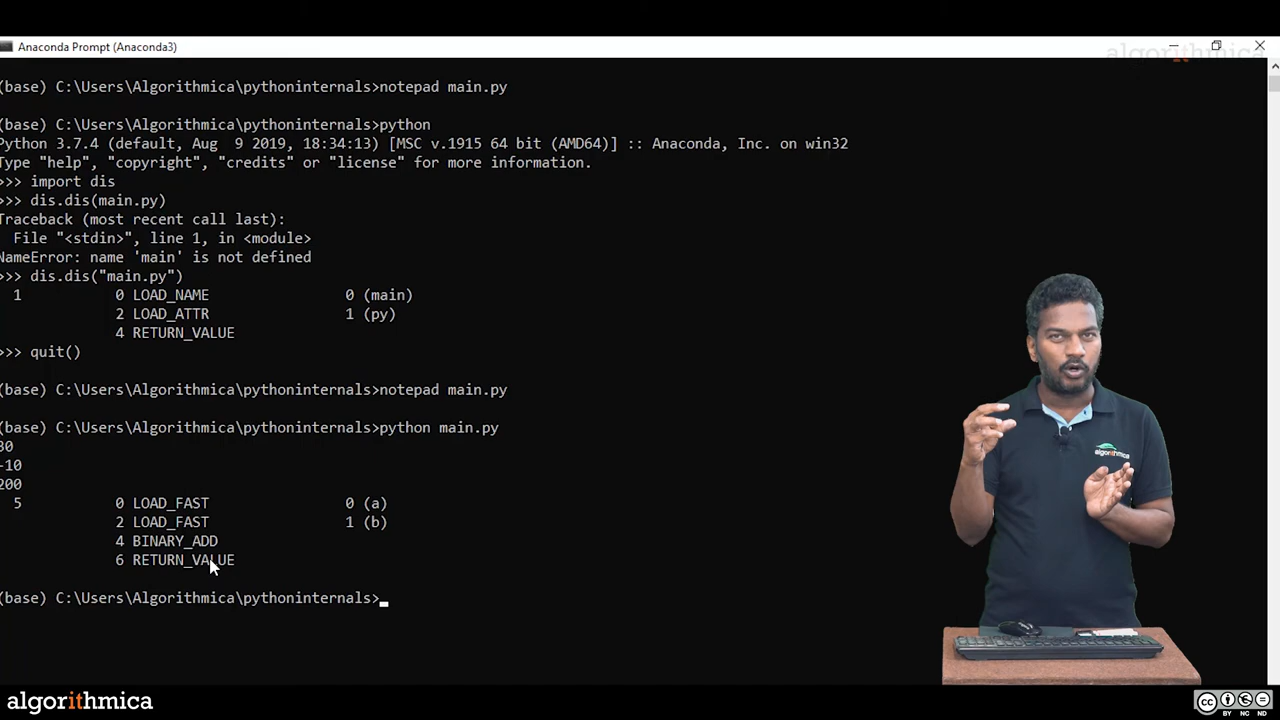 Anaconda Prompt (Anaconda3)
algorithmica
(base) C:\Users\Algorithmica\pythoninternals>notepad main.py
(base) C:\Users\Algorithmica\pythoninternals>python
Python 3.7.4 (default, Aug  9 2019, 18:34:13) [MSC v.1915 64 bit (AMD64)] :: Anaconda, Inc. on win32
Type "help", "copyright", "credits" or "license" for more information.
>>> import dis
>>> dis.dis(main.py)
Traceback (most recent call last):
  File "<stdin>", line 1, in <module>
NameError: name 'main' is not defined
>>> dis.dis("main.py")
  1           0 LOAD_NAME                0 (main)
              2 LOAD_ATTR                1 (py)
              4 RETURN_VALUE
>>> quit()
(base) C:\Users\Algorithmica\pythoninternals>notepad main.py
(base) C:\Users\Algorithmica\pythoninternals>python main.py
30
-10
200
  5           0 LOAD_FAST                0 (a)
              2 LOAD_FAST                1 (b)
              4 BINARY_ADD
              6 RETURN_VALUE
(base) C:\Users\Algorithmica\pythoninternals>
algorithmica
algorithmica
cc
BY NC ND